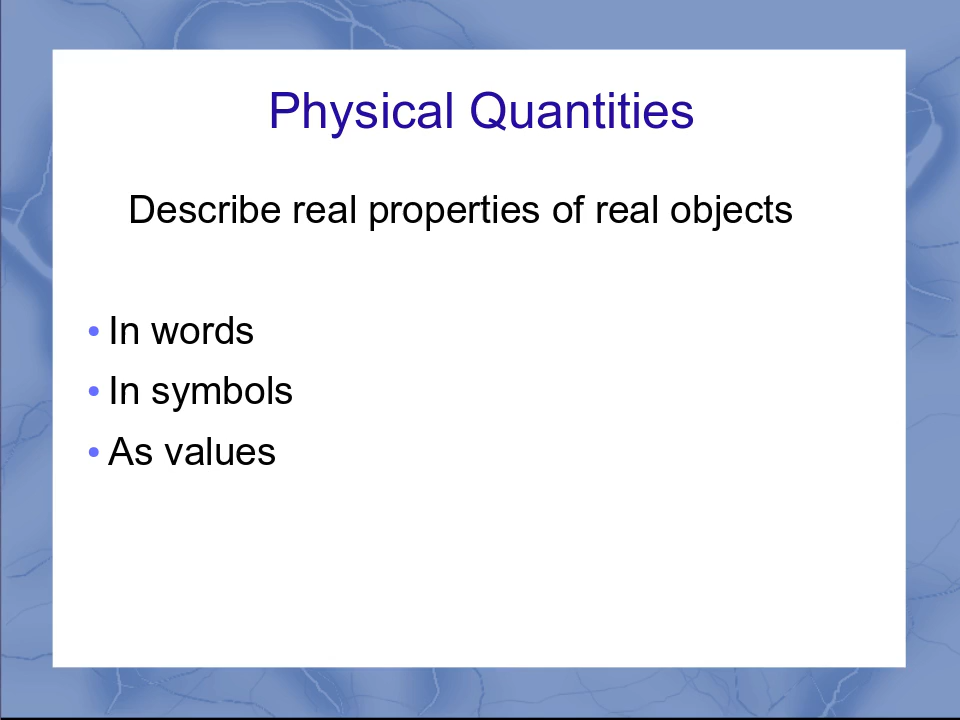 Physical Quantities
Describe real properties of real objects
• In words
• In symbols
• As values